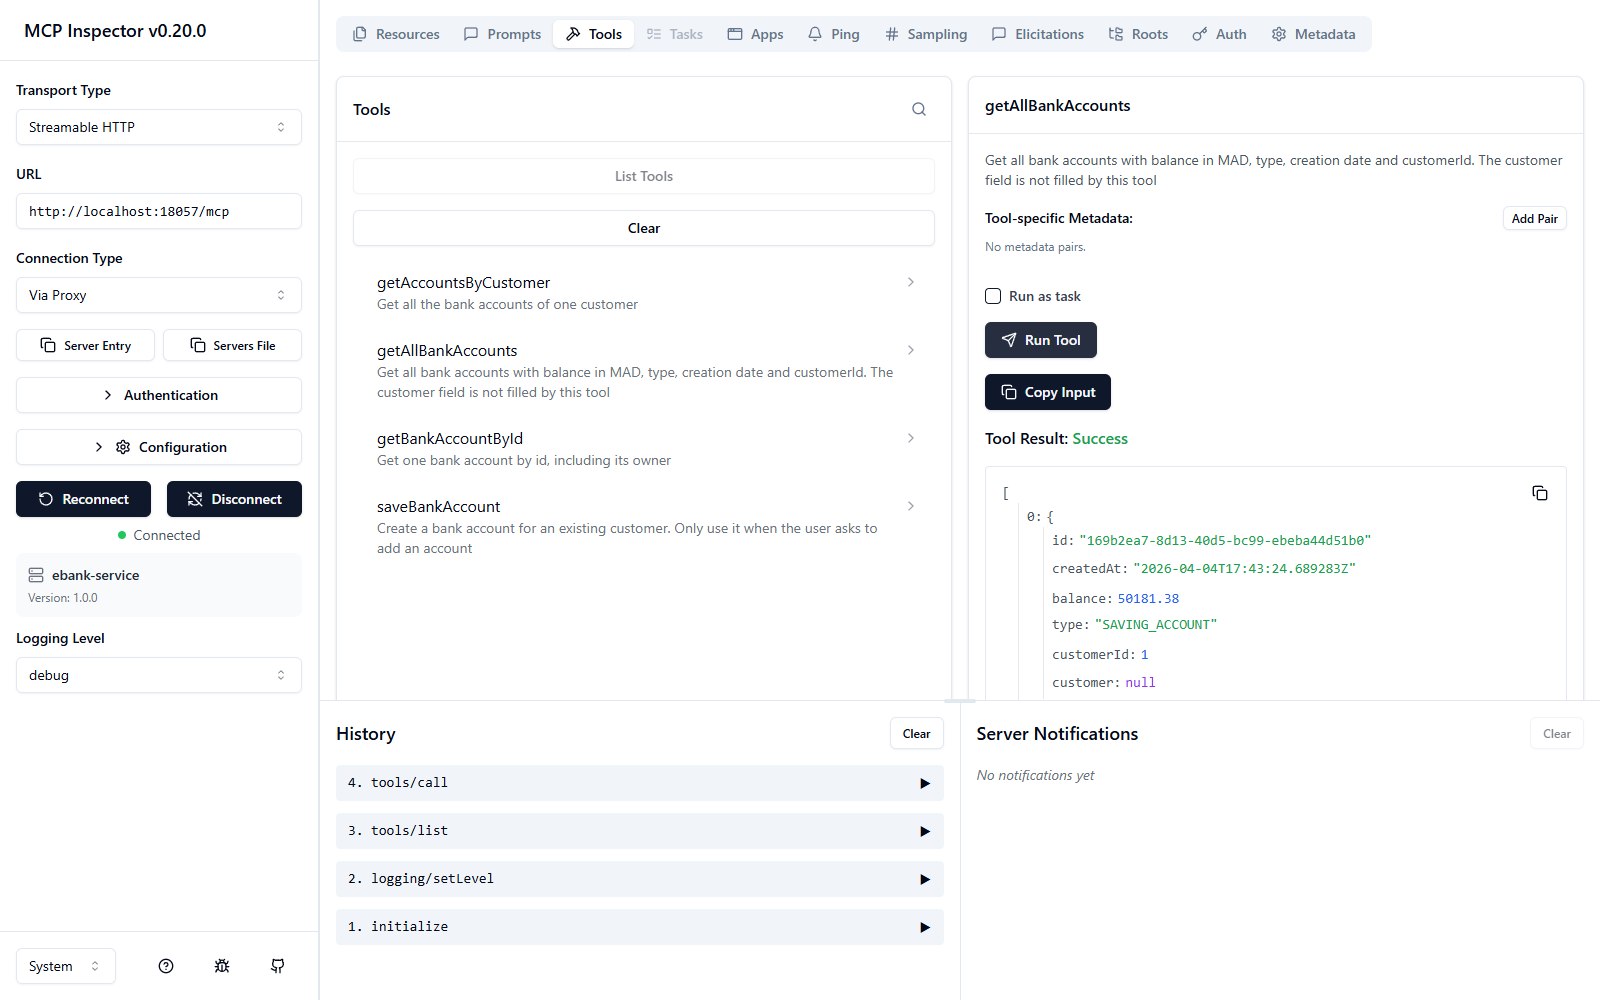 MCP Inspector v0.20.0
Transport Type
Streamable HTTP
URL
http://localhost:18057/mcp
Connection Type
Via Proxy
Server Entry
Servers File
Authentication
Configuration
Reconnect
Disconnect
Connected
ebank-service
Version: 1.0.0
Logging Level
debug
System
Resources
Prompts
Tools
Tasks
Apps
Ping
Sampling
Elicitations
Roots
Auth
Metadata
Tools
List Tools
Clear
getAccountsByCustomer
Get all the bank accounts of one customer
getAllBankAccounts
Get all bank accounts with balance in MAD, type, creation date and customerId. The
customer field is not filled by this tool
getBankAccountById
Get one bank account by id, including its owner
saveBankAccount
Create a bank account for an existing customer. Only use it when the user asks to
add an account
getAllBankAccounts
Get all bank accounts with balance in MAD, type, creation date and customerId. The customer
field is not filled by this tool
Tool-specific Metadata:
Add Pair
No metadata pairs.
Run as task
Run Tool
Copy Input
Tool Result: Success
[
0: {
id: "169b2ea7-8d13-40d5-bc99-ebeba44d51b0"
createdAt: "2026-04-04T17:43:24.689283Z"
balance: 50181.38
type: "SAVING_ACCOUNT"
customerId: 1
customer: null
History
Clear
4. tools/call
3. tools/list
2. logging/setLevel
1. initialize
Server Notifications
Clear
No notifications yet